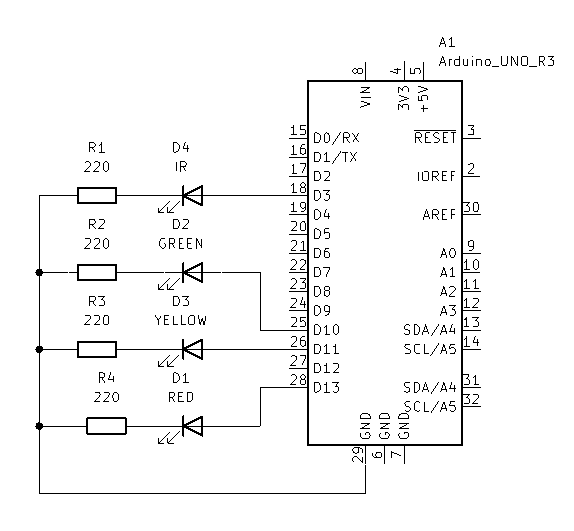 A1
Arduino_UNO_R3
8
4
5
VIN
3V3
+5V
15 D0/RX
16 D1/TX
17 D2
18 D3
19 D4
20 D5
21 D6
22 D7
23 D8
24 D9
25 D10
26 D11
27 D12
28 D13
RESET 3
IOREF 2
AREF 30
A0 9
A1 10
A2 11
A3 12
SDA/A4 13
SCL/A5 14
SDA/A4 31
SCL/A5 32
GND
GND
GND
29
6
7
R1
220
D4
IR
R2
220
D2
GREEN
R3
220
D3
YELLOW
R4
220
D1
RED